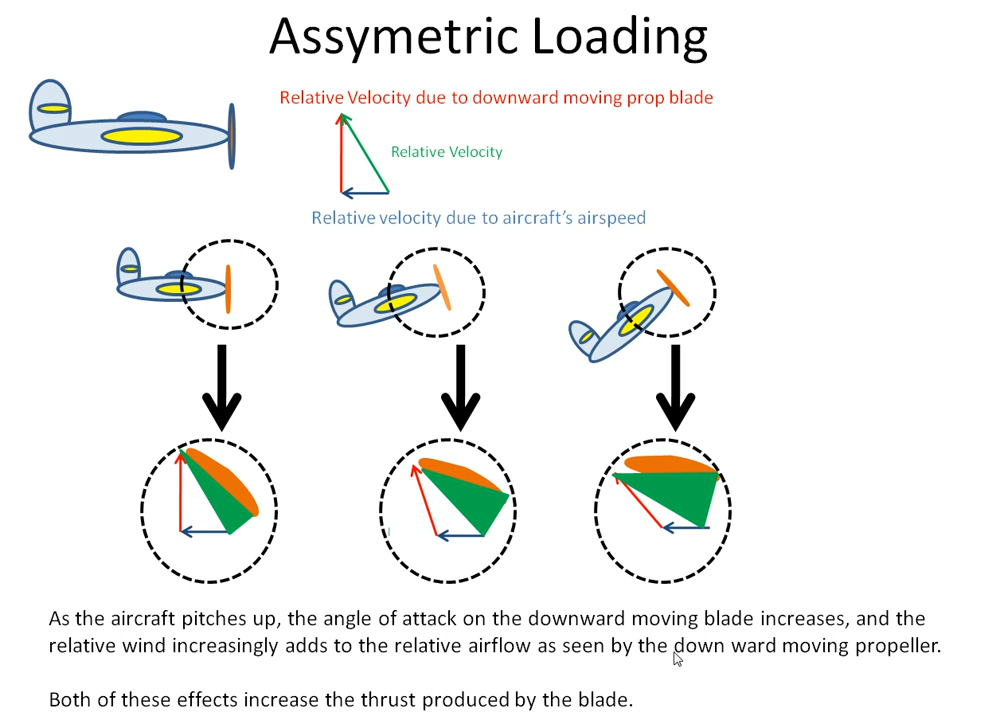 Assymetric Loading
Relative Velocity due to downward moving prop blade
Relative Velocity
Relative velocity due to aircraft's airspeed
As the aircraft pitches up, the angle of attack on the downward moving blade increases, and the
relative wind increasingly adds to the relative airflow as seen by the down ward moving propeller.
Both of these effects increase the thrust produced by the blade.